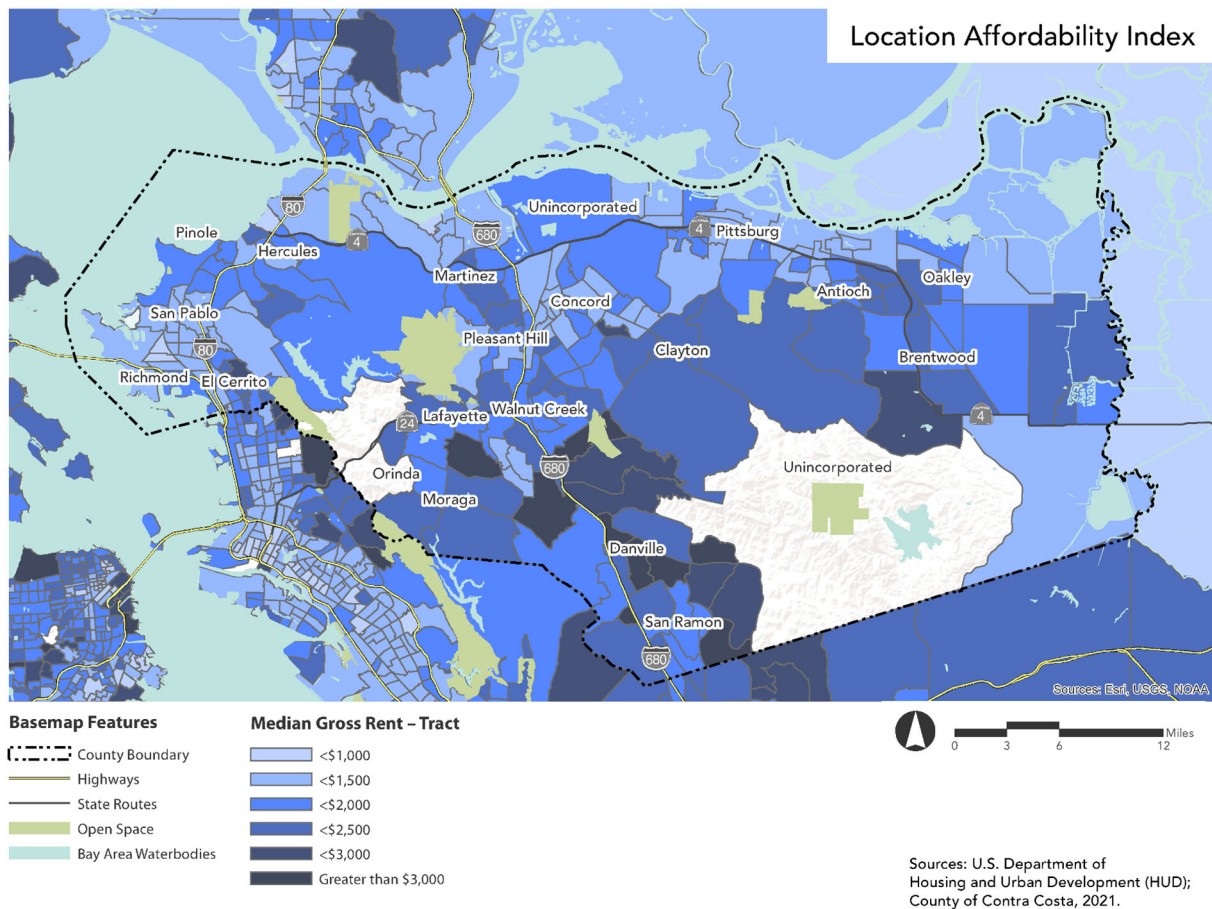 Location Affordability Index
80
Unincorporated
Pinole
4
680
4
Pittsburg
Hercules
Martinez
Oakley
Antioch
Concord
San Pablo
Pleasant Hill
80
Clayton
Brentwood
Richmond
El Cerrito
Lafayette
Walnut Creek
24
4
Orinda
680
Unincorporated
Moraga
Danville
San Ramon
680
Sources: Esri, USGS, NOAA
Basemap Features
County Boundary
Highways
State Routes
Open Space
Bay Area Waterbodies
Median Gross Rent – Tract
<$1,000
<$1,500
<$2,000
<$2,500
<$3,000
Greater than $3,000
0 3 6 12 Miles
Sources: U.S. Department of
Housing and Urban Development (HUD);
County of Contra Costa, 2021.